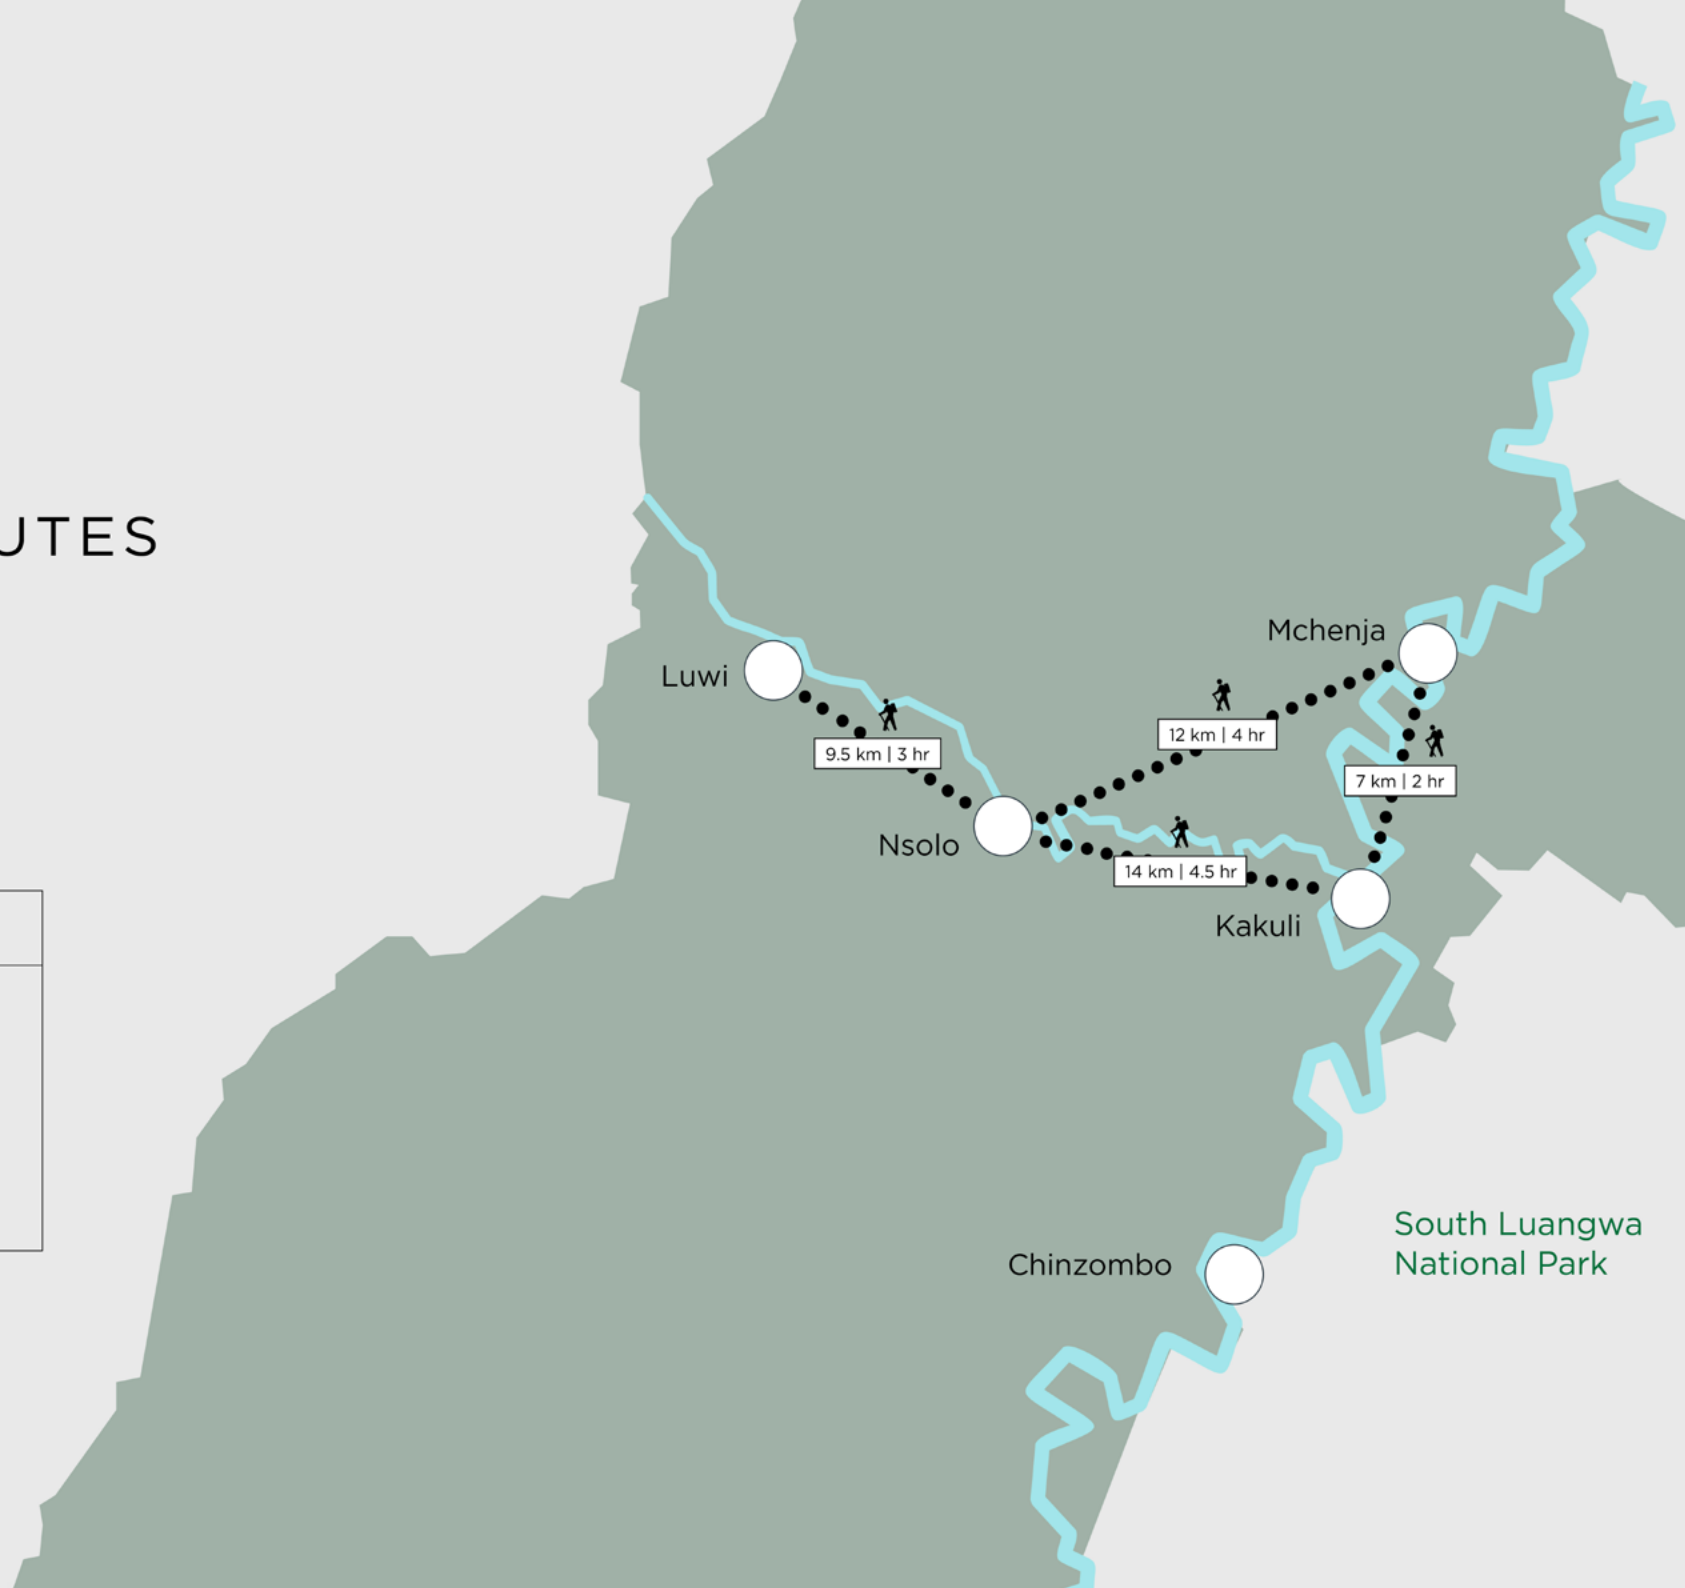 UTES
Mchenja
Luwi
12 km | 4 hr
9.5 km | 3 hr
7 km | 2 hr
Nsolo
14 km | 4.5 hr
Kakuli
South Luangwa
National Park
Chinzombo